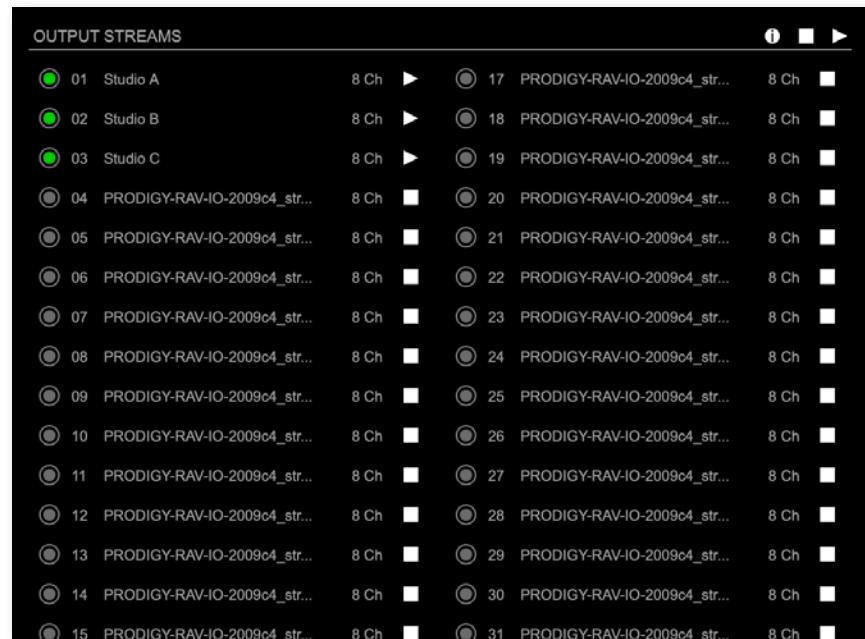 OUTPUT STREAMS
01 Studio A 8 Ch
02 Studio B 8 Ch
03 Studio C 8 Ch
04 PRODIGY-RAV-IO-2009c4_str... 8 Ch
05 PRODIGY-RAV-IO-2009c4_str... 8 Ch
06 PRODIGY-RAV-IO-2009c4_str... 8 Ch
07 PRODIGY-RAV-IO-2009c4_str... 8 Ch
08 PRODIGY-RAV-IO-2009c4_str... 8 Ch
09 PRODIGY-RAV-IO-2009c4_str... 8 Ch
10 PRODIGY-RAV-IO-2009c4_str... 8 Ch
11 PRODIGY-RAV-IO-2009c4_str... 8 Ch
12 PRODIGY-RAV-IO-2009c4_str... 8 Ch
13 PRODIGY-RAV-IO-2009c4_str... 8 Ch
14 PRODIGY-RAV-IO-2009c4_str... 8 Ch
15 PRODIGY-RAV-IO-2009c4_str... 8 Ch
17 PRODIGY-RAV-IO-2009c4_str... 8 Ch
18 PRODIGY-RAV-IO-2009c4_str... 8 Ch
19 PRODIGY-RAV-IO-2009c4_str... 8 Ch
20 PRODIGY-RAV-IO-2009c4_str... 8 Ch
21 PRODIGY-RAV-IO-2009c4_str... 8 Ch
22 PRODIGY-RAV-IO-2009c4_str... 8 Ch
23 PRODIGY-RAV-IO-2009c4_str... 8 Ch
24 PRODIGY-RAV-IO-2009c4_str... 8 Ch
25 PRODIGY-RAV-IO-2009c4_str... 8 Ch
26 PRODIGY-RAV-IO-2009c4_str... 8 Ch
27 PRODIGY-RAV-IO-2009c4_str... 8 Ch
28 PRODIGY-RAV-IO-2009c4_str... 8 Ch
29 PRODIGY-RAV-IO-2009c4_str... 8 Ch
30 PRODIGY-RAV-IO-2009c4_str... 8 Ch
31 PRODIGY-RAV-IO-2009c4_str... 8 Ch